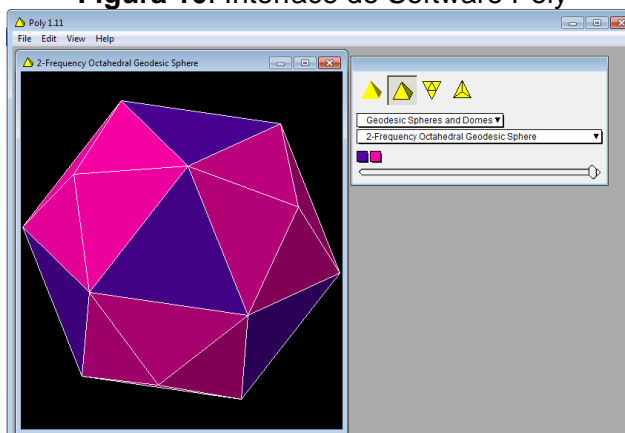 Figura 10: Interface do Software Poly
Poly 1.11
File Edit View Help
2-Frequency Octahedral Geodesic Sphere
Geodesic Spheres and Domes
2-Frequency Octahedral Geodesic Sphere